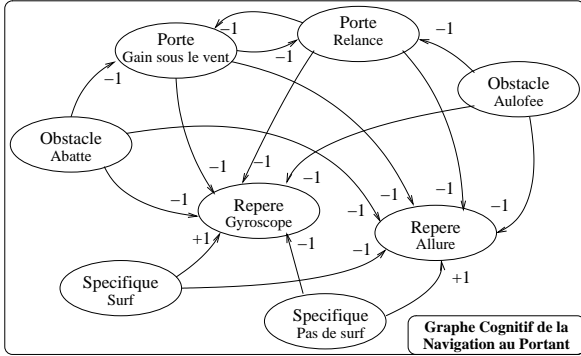 Porte
Relance
Porte
Gain sous le vent
-1
-1
-1
-1
Obstacle
Aulofee
Obstacle
Abatte
-1
-1
-1
-1
-1
-1
-1
-1
-1
Repere
Gyroscope
Repere
Allure
+1
-1
-1
+1
Specifique
Surf
Specifique
Pas de surf
Graphe Cognitif de la
Navigation au Portant